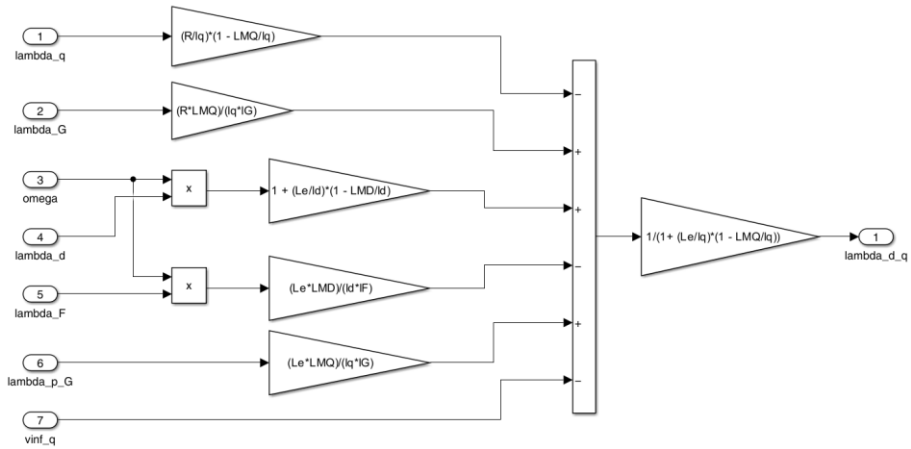 1
lambda_q
(R/lq)*(1 - LMQ/lq)
−
2
lambda_G
(R*LMQ)/(lq*lG)
+
3
omega
x
1 + (Le/ld)*(1 - LMD/ld)
+
4
lambda_d
−
5
lambda_F
x
(Le*LMD)/(ld*lF)
6
lambda_p_G
(Le*LMQ)/(lq*lG)
+
7
vinf_q
−
1/(1+ (Le/lq)*(1 - LMQ/lq))
1
lambda_d_q